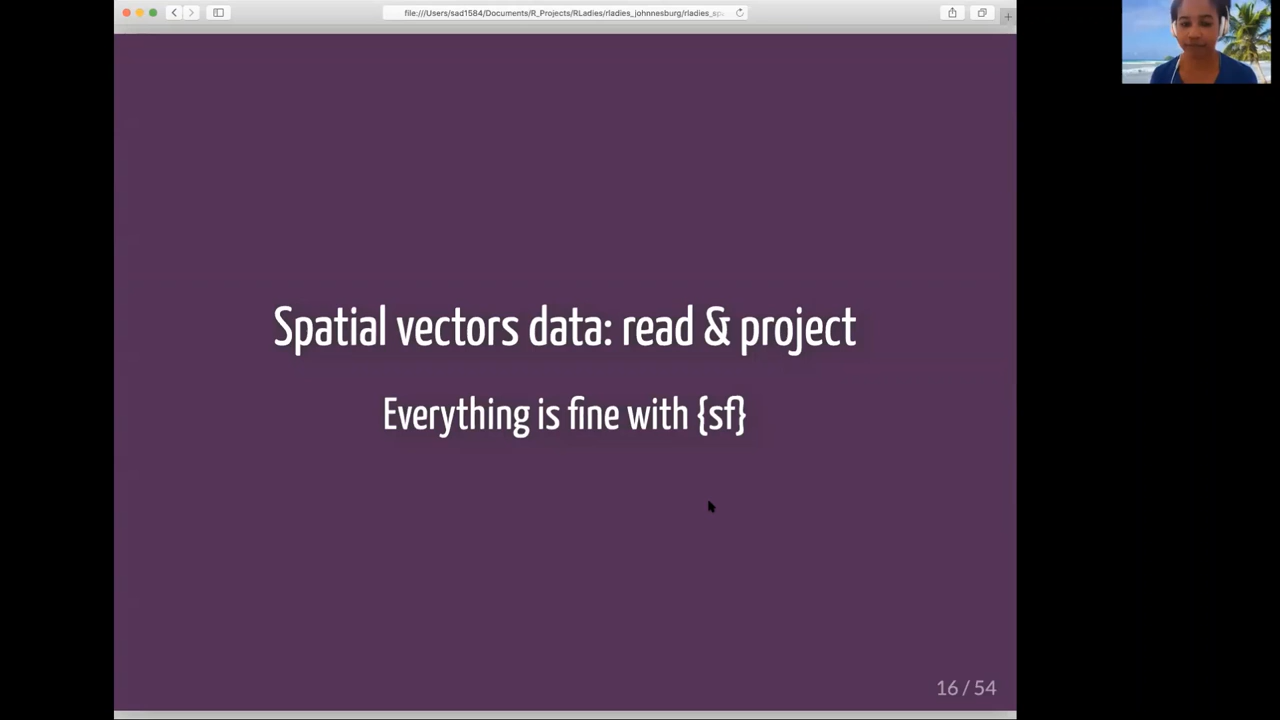 file:///Users/sad1584/Documents/R_Projects/RLadies/rladies_johnnesburg/rladies_sp
Spatial vectors data: read & project
Everything is fine with {sf}
16 / 54